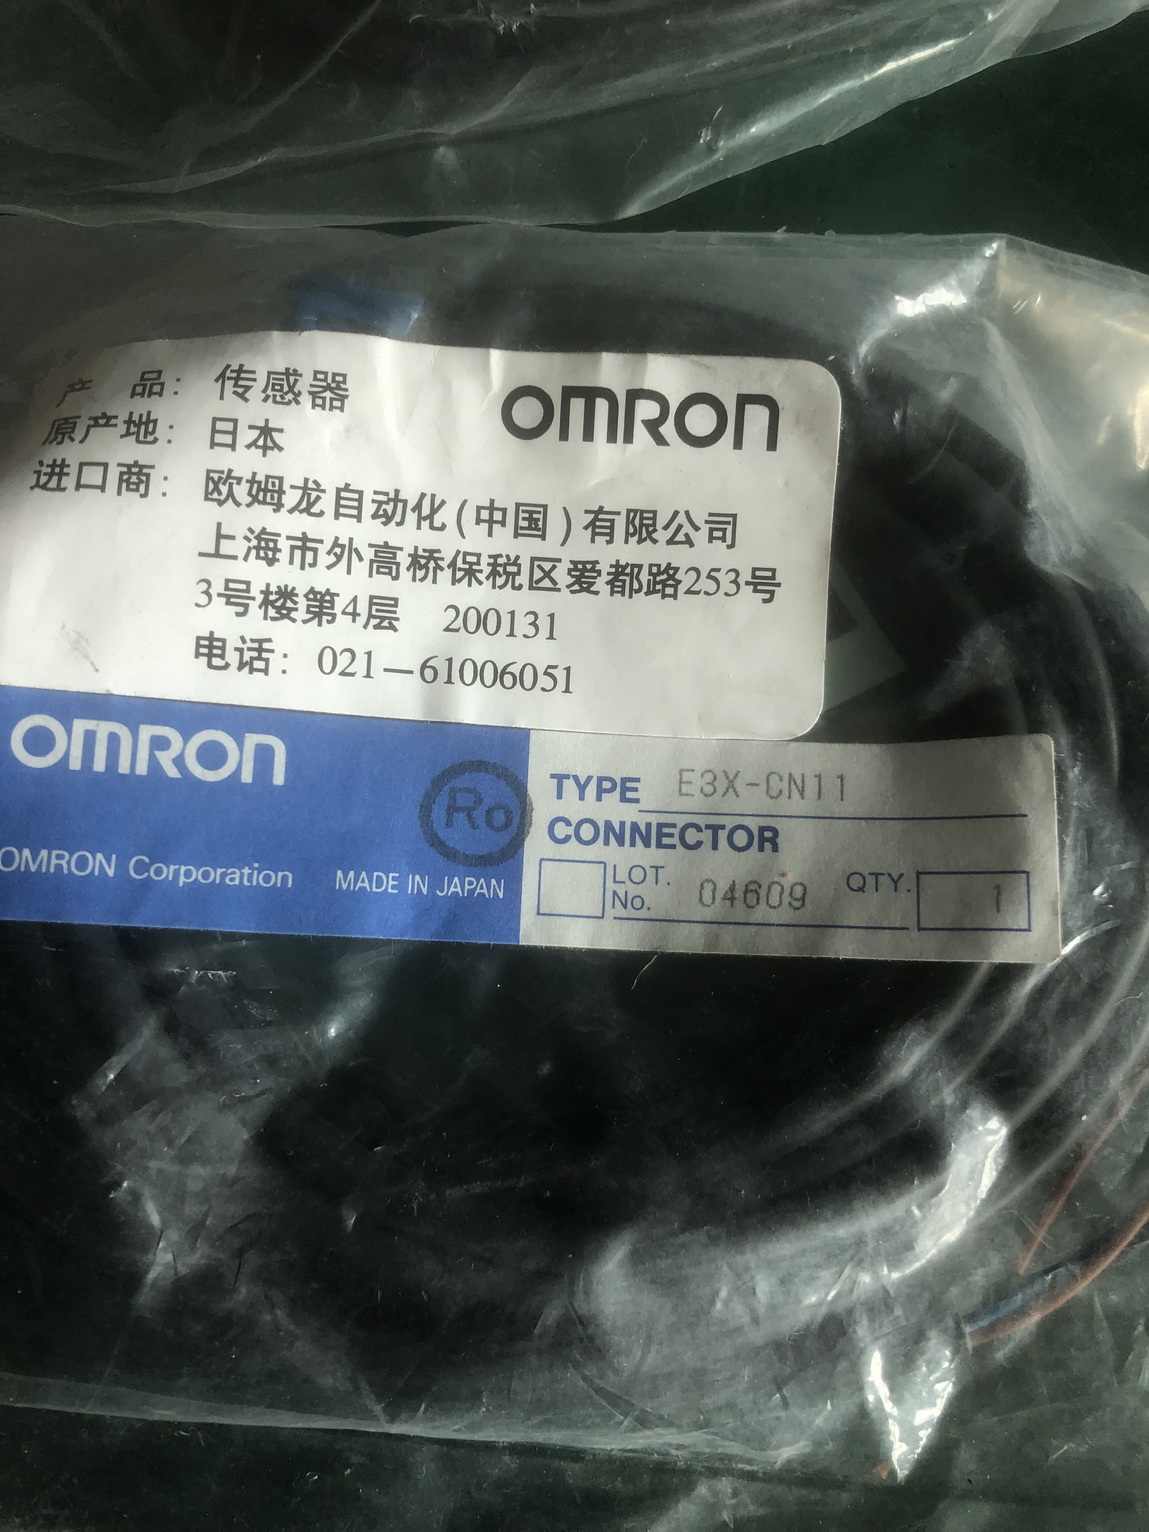 产 品： 传感器
OMRON
原产地： 日本
进口商： 欧姆龙自动化(中国)有限公司
上海市外高桥保税区爱都路253号
3号楼第4层 200131
电话： 021-61006051
OMRON
Ro
OMRON Corporation MADE IN JAPAN
TYPE E3X-CN11
CONNECTOR
LOT. No. 04609 QTY. 1